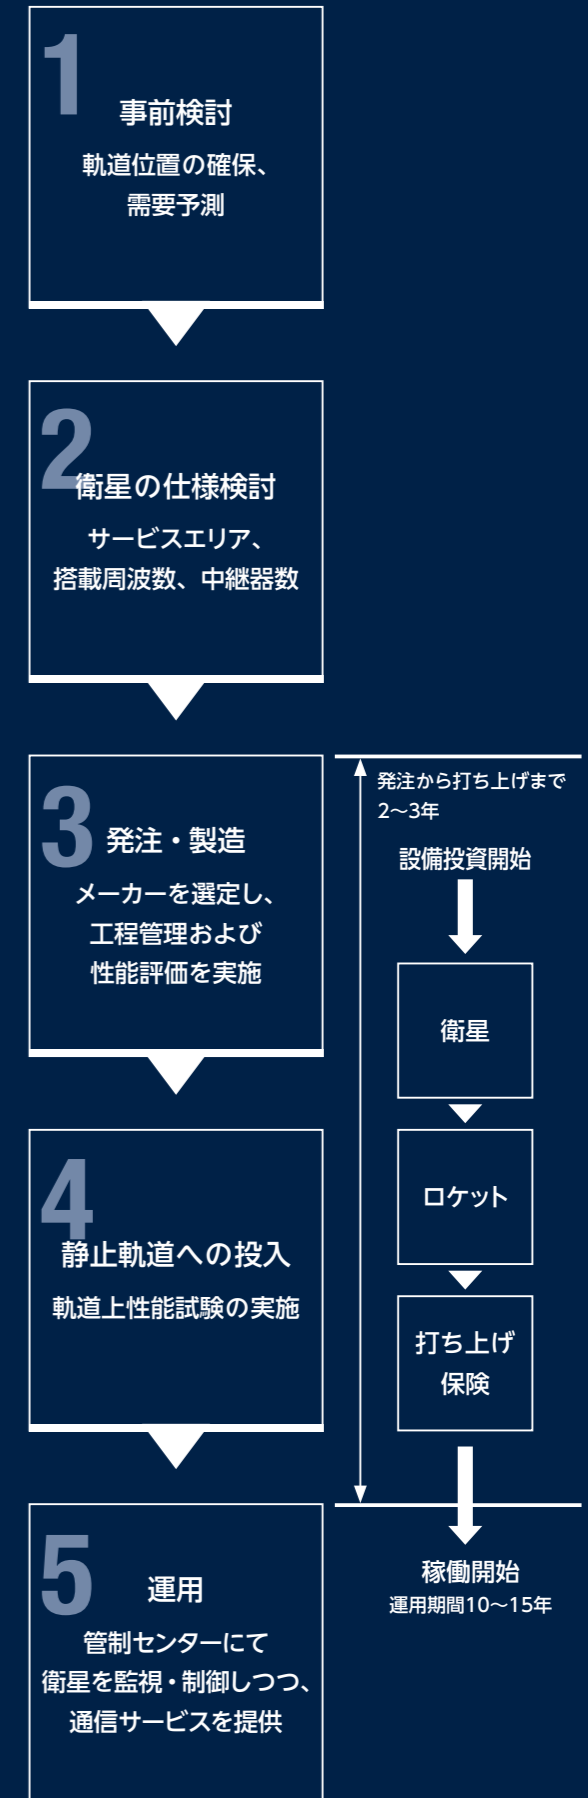 1
事前検討
軌道位置の確保、
需要予測
2
衛星の仕様検討
サービスエリア、
搭載周波数、中継器数
3
発注・製造
メーカーを選定し、
工程管理および
性能評価を実施
発注から打ち上げまで
2〜3年
設備投資開始
衛星
ロケット
打ち上げ
保険
4
静止軌道への投入
軌道上性能試験の実施
5
運用
管制センターにて
衛星を監視・制御しつつ、
通信サービスを提供
稼働開始
運用期間10〜15年